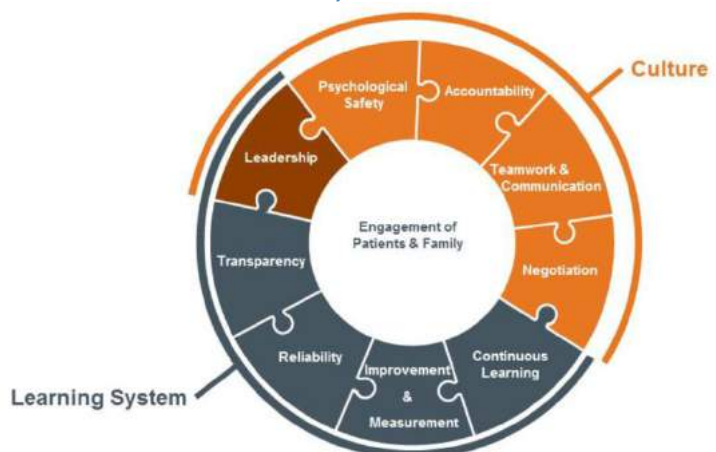 Culture
Psychological
Safety
Accountability
Leadership
Teamwork &
Communication
Engagement of
Patients & Family
Transparency
Negotiation
Reliability
Improvement
&
Measurement
Continuous
Learning
Learning System